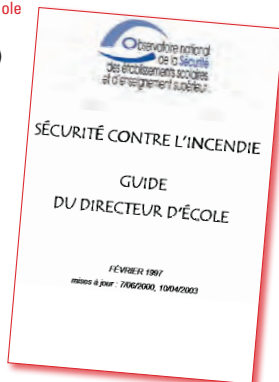 ole
Observatoire national
de la Sécurité
des établissements scolaires
et d'enseignement supérieur
SÉCURITÉ CONTRE L'INCENDIE
GUIDE
DU DIRECTEUR D'ÉCOLE
FÉVRIER 1997
mises à jour : 7/06/2000, 10/04/2003